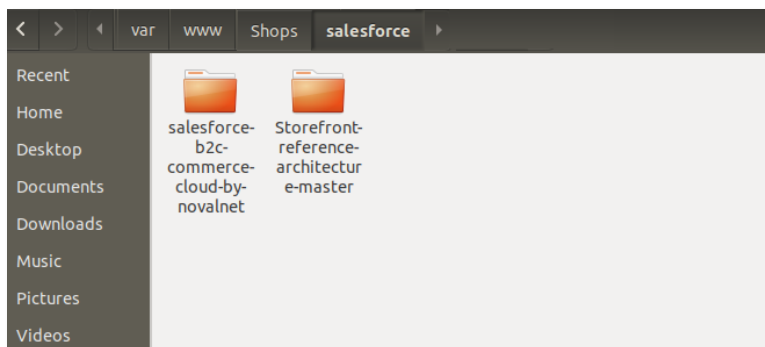 var www Shops salesforce
Recent
Home
Desktop
Documents
Downloads
Music
Pictures
Videos
salesforce-
b2c-
commerce-
cloud-by-
novalnet
Storefront-
reference-
architectur
e-master